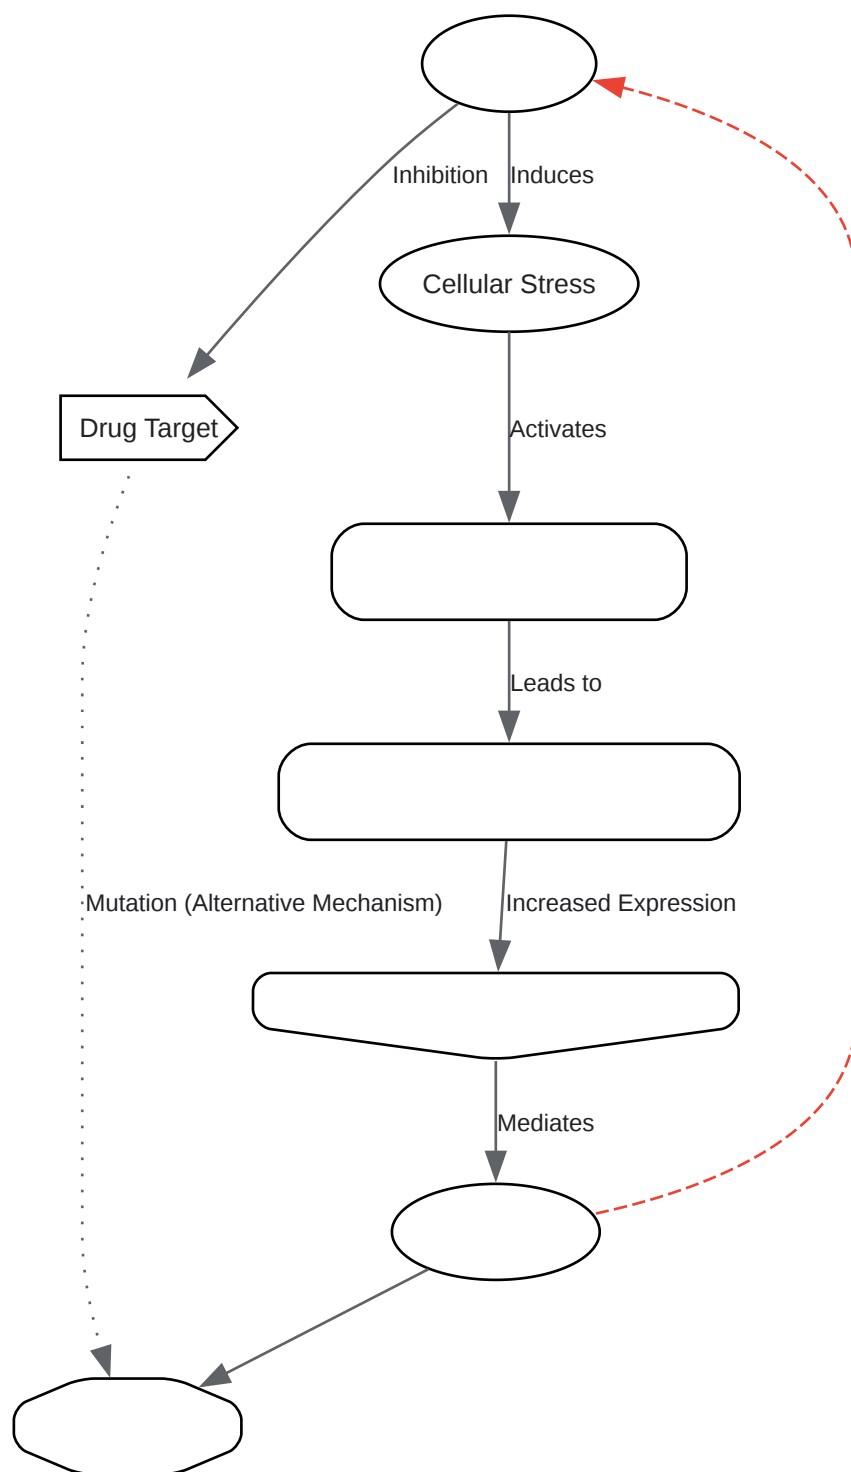 Inhibition
Induces
Cellular Stress
Drug Target
Activates
Leads to
Mutation (Alternative Mechanism)
Increased Expression
Mediates